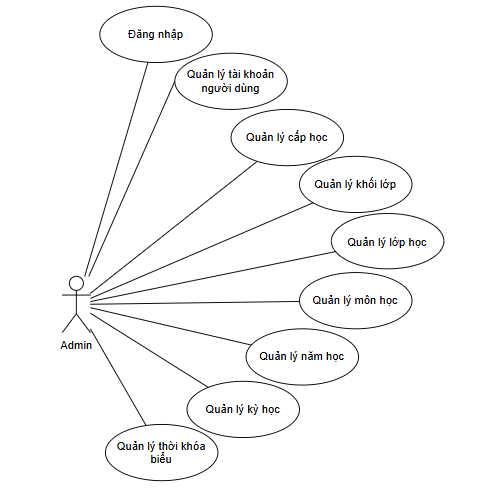 Đăng nhập
Quản lý tài khoản
người dùng
Quản lý cấp học
Quản lý khối lớp
Quản lý lớp học
Quản lý môn học
Quản lý năm học
Quản lý kỳ học
Quản lý thời khóa
biểu
Admin